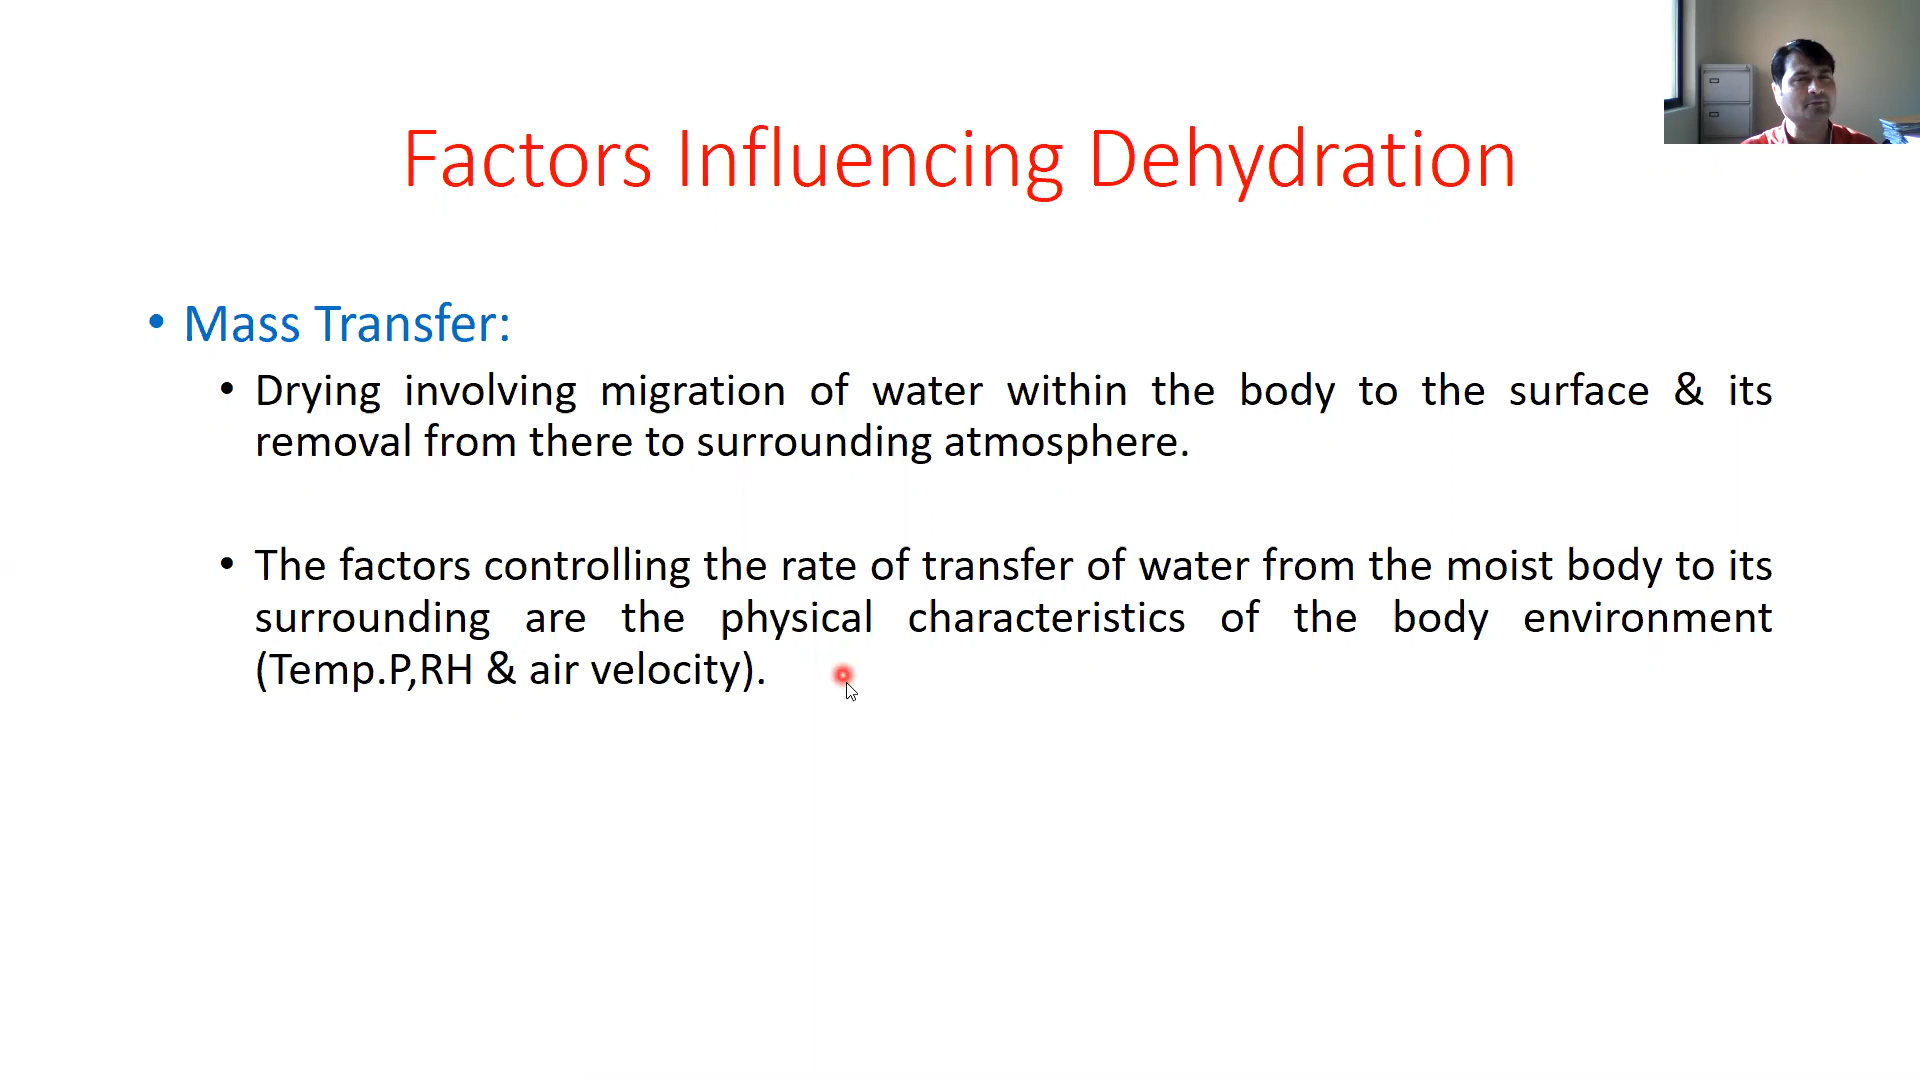 Factors Influencing Dehydration
• Mass Transfer:
• Drying involving migration of water within the body to the surface & its
removal from there to surrounding atmosphere.
• The factors controlling the rate of transfer of water from the moist body to its
surrounding are the physical characteristics of the body environment
(Temp.P,RH & air velocity).